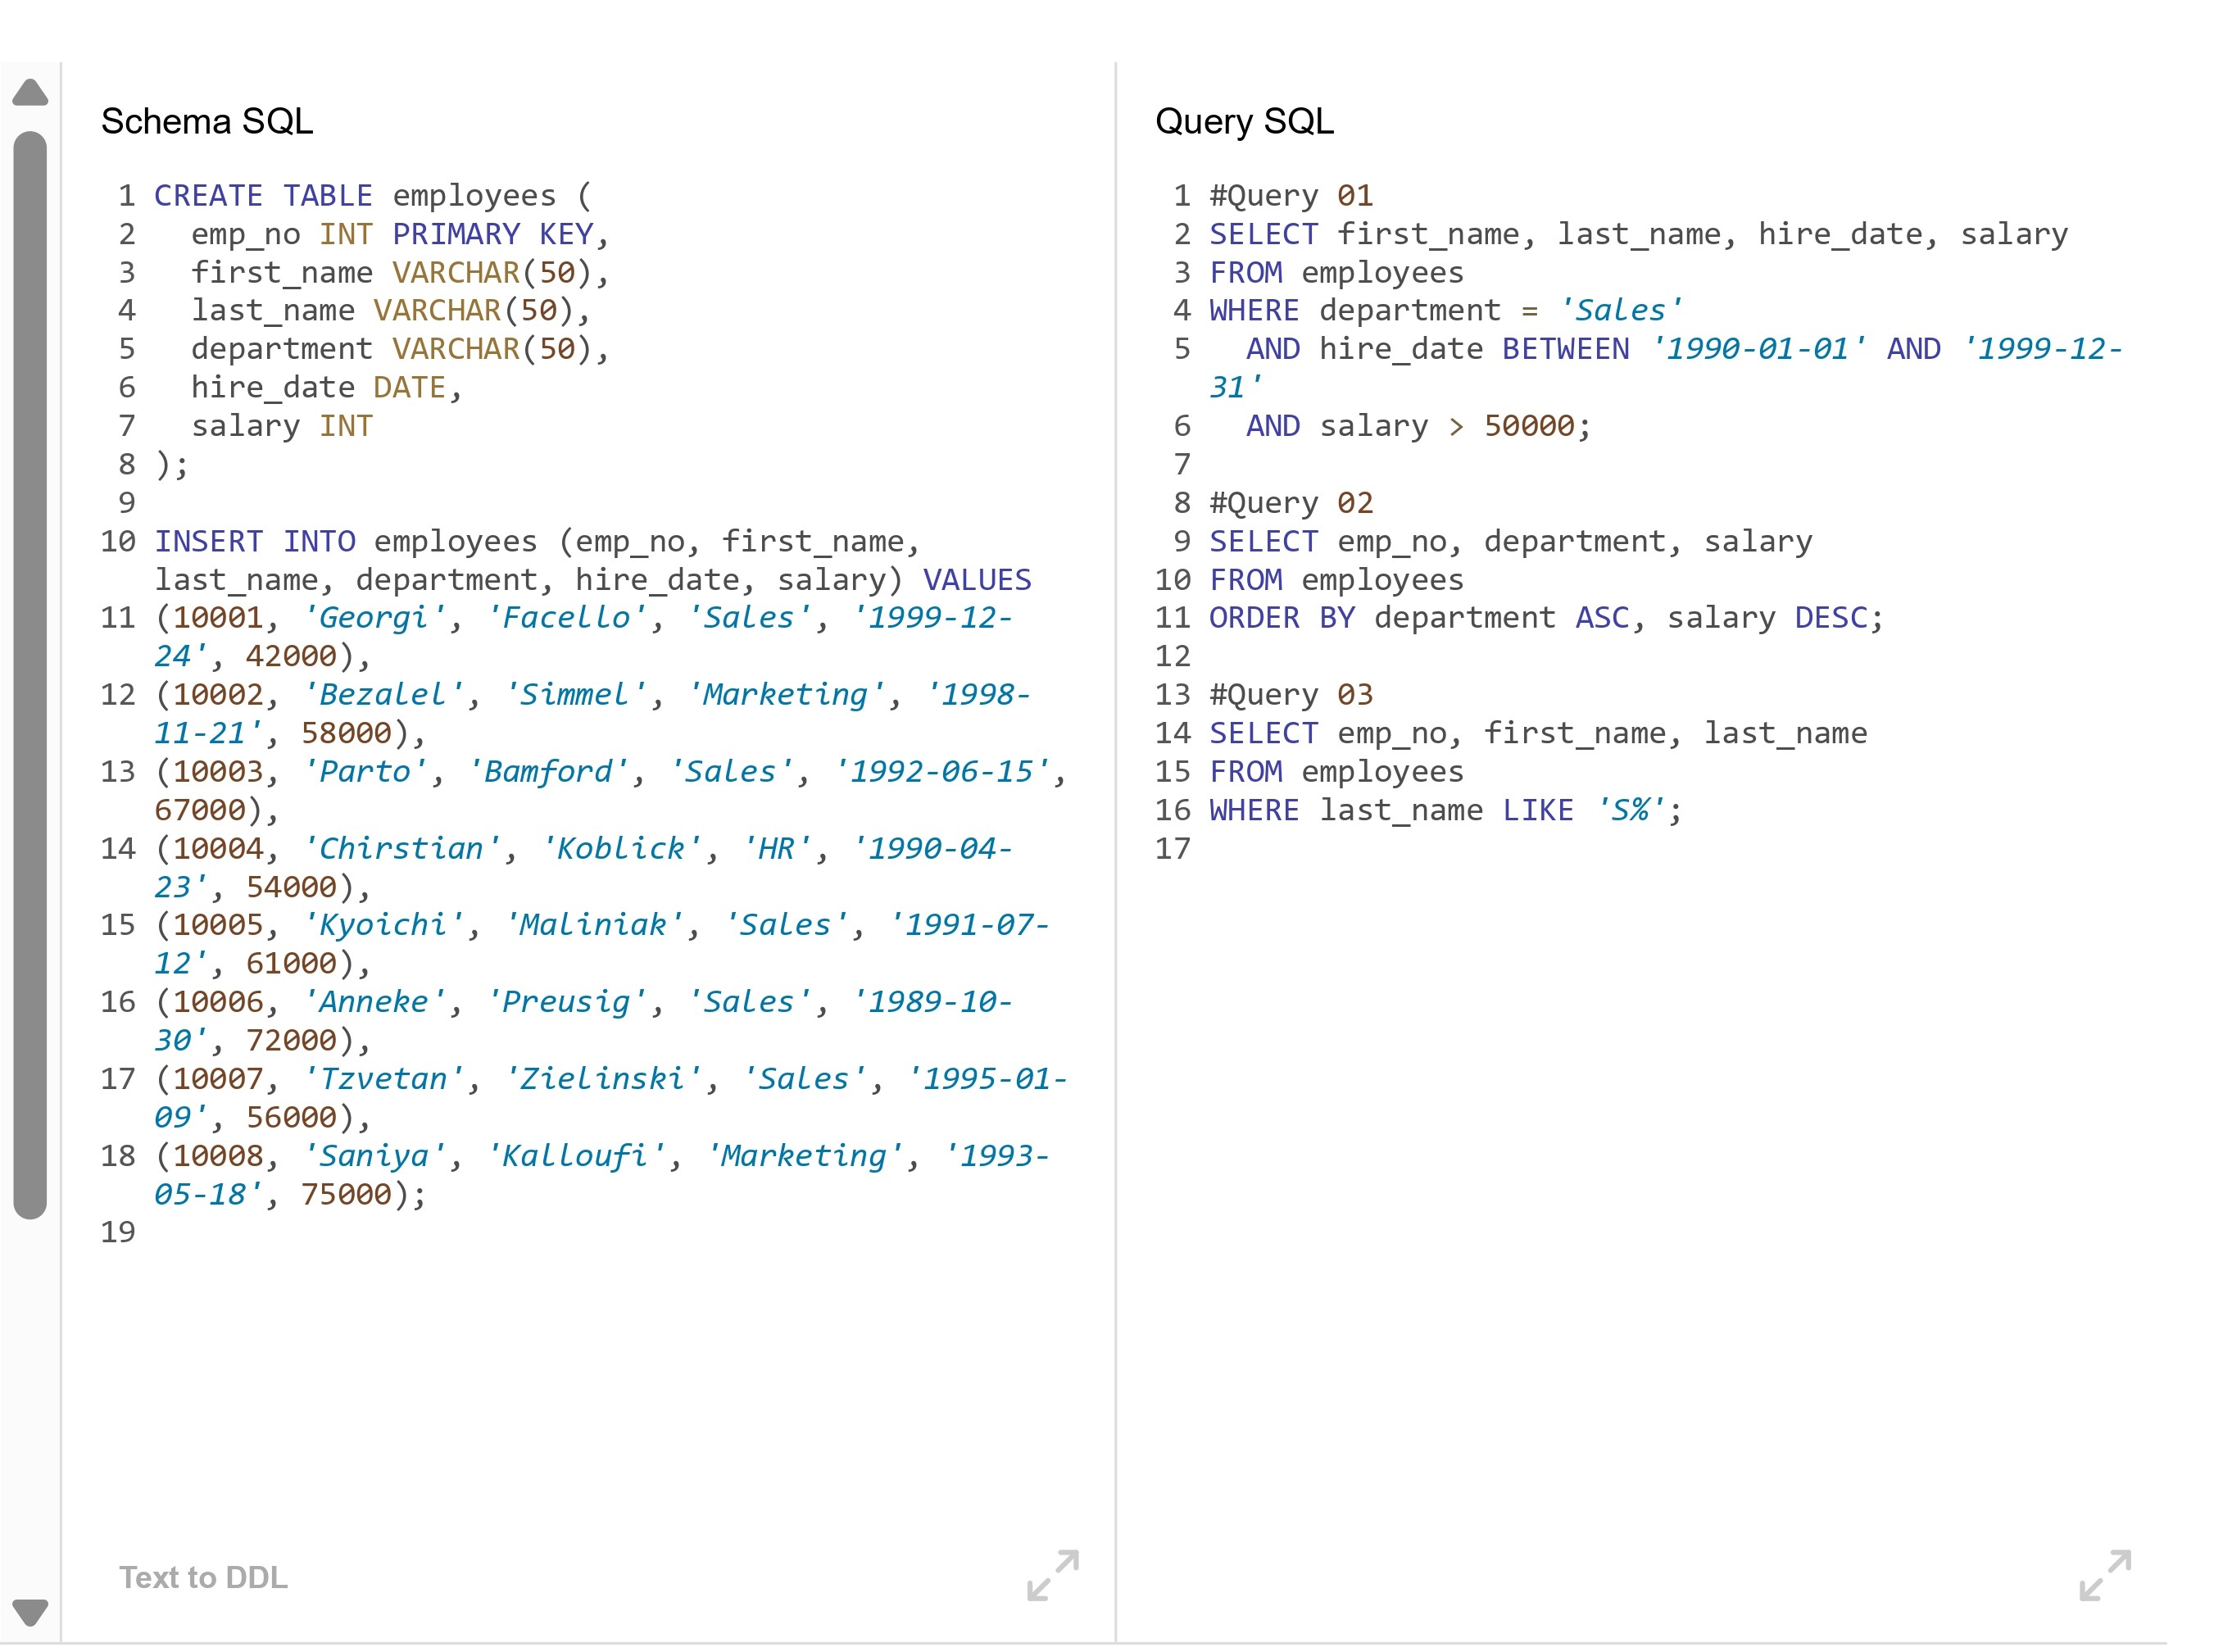 Schema SQL
1 CREATE TABLE employees (
2   emp_no INT PRIMARY KEY,
3   first_name VARCHAR(50),
4   last_name VARCHAR(50),
5   department VARCHAR(50),
6   hire_date DATE,
7   salary INT
8 );
9
10 INSERT INTO employees (emp_no, first_name,
last_name, department, hire_date, salary) VALUES
11 (10001, 'Georgi', 'Facello', 'Sales', '1999-12-
24', 42000),
12 (10002, 'Bezalel', 'Simmel', 'Marketing', '1998-
11-21', 58000),
13 (10003, 'Parto', 'Bamford', 'Sales', '1992-06-15',
67000),
14 (10004, 'Chirstian', 'Koblick', 'HR', '1990-04-
23', 54000),
15 (10005, 'Kyoichi', 'Maliniak', 'Sales', '1991-07-
12', 61000),
16 (10006, 'Anneke', 'Preusig', 'Sales', '1989-10-
30', 72000),
17 (10007, 'Tzvetan', 'Zielinski', 'Sales', '1995-01-
09', 56000),
18 (10008, 'Saniya', 'Kalloufi', 'Marketing', '1993-
05-18', 75000);
19
Text to DDL
Query SQL
1 #Query 01
2 SELECT first_name, last_name, hire_date, salary
3 FROM employees
4 WHERE department = 'Sales'
5   AND hire_date BETWEEN '1990-01-01' AND '1999-12-
31'
6   AND salary > 50000;
7
8 #Query 02
9 SELECT emp_no, department, salary
10 FROM employees
11 ORDER BY department ASC, salary DESC;
12
13 #Query 03
14 SELECT emp_no, first_name, last_name
15 FROM employees
16 WHERE last_name LIKE 'S%';
17